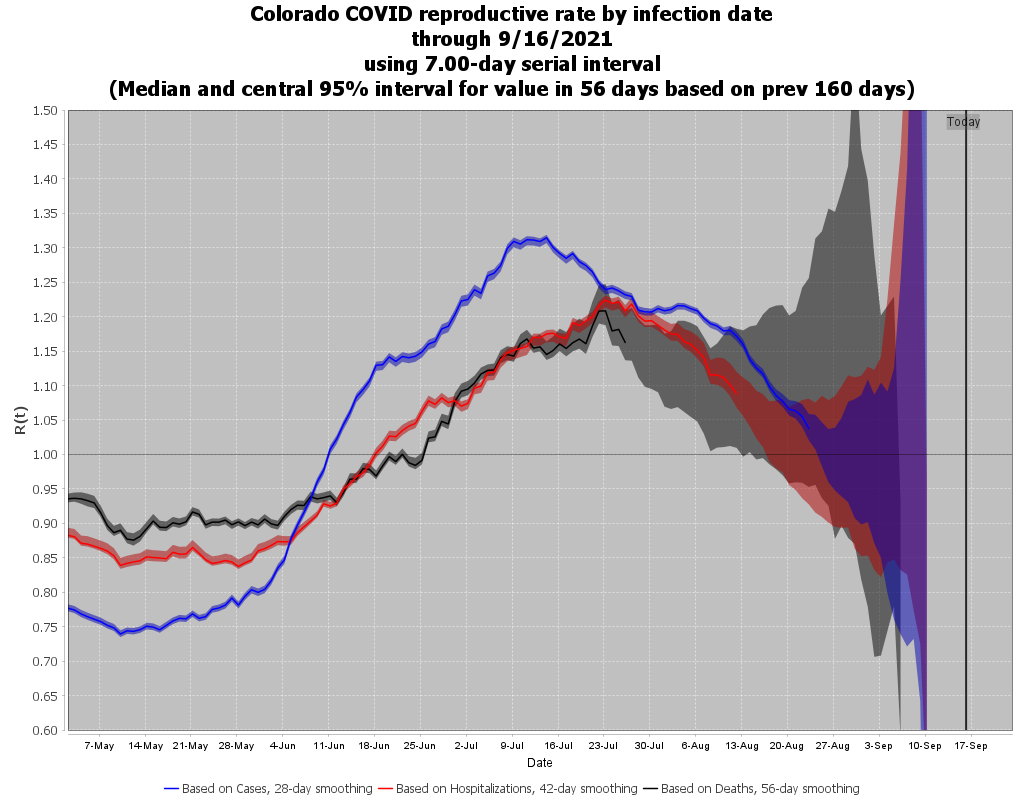 Colorado COVID reproductive rate by infection date
through 9/16/2021
using 7.00-day serial interval
(Median and central 95% interval for value in 56 days based on prev 160 days)
Today
1.50
1.45
1.40
1.35
1.30
1.25
1.20
1.15
1.10
1.05
1.00
0.95
0.90
0.85
0.80
0.75
0.70
0.65
0.60
R(t)
7-May 14-May 21-May 28-May 4-Jun 11-Jun 18-Jun 25-Jun 2-Jul 9-Jul 16-Jul 23-Jul 30-Jul 6-Aug 13-Aug 20-Aug 27-Aug 3-Sep 10-Sep 17-Sep
Date
Based on Cases, 28-day smoothing Based on Hospitalizations, 42-day smoothing Based on Deaths, 56-day smoothing